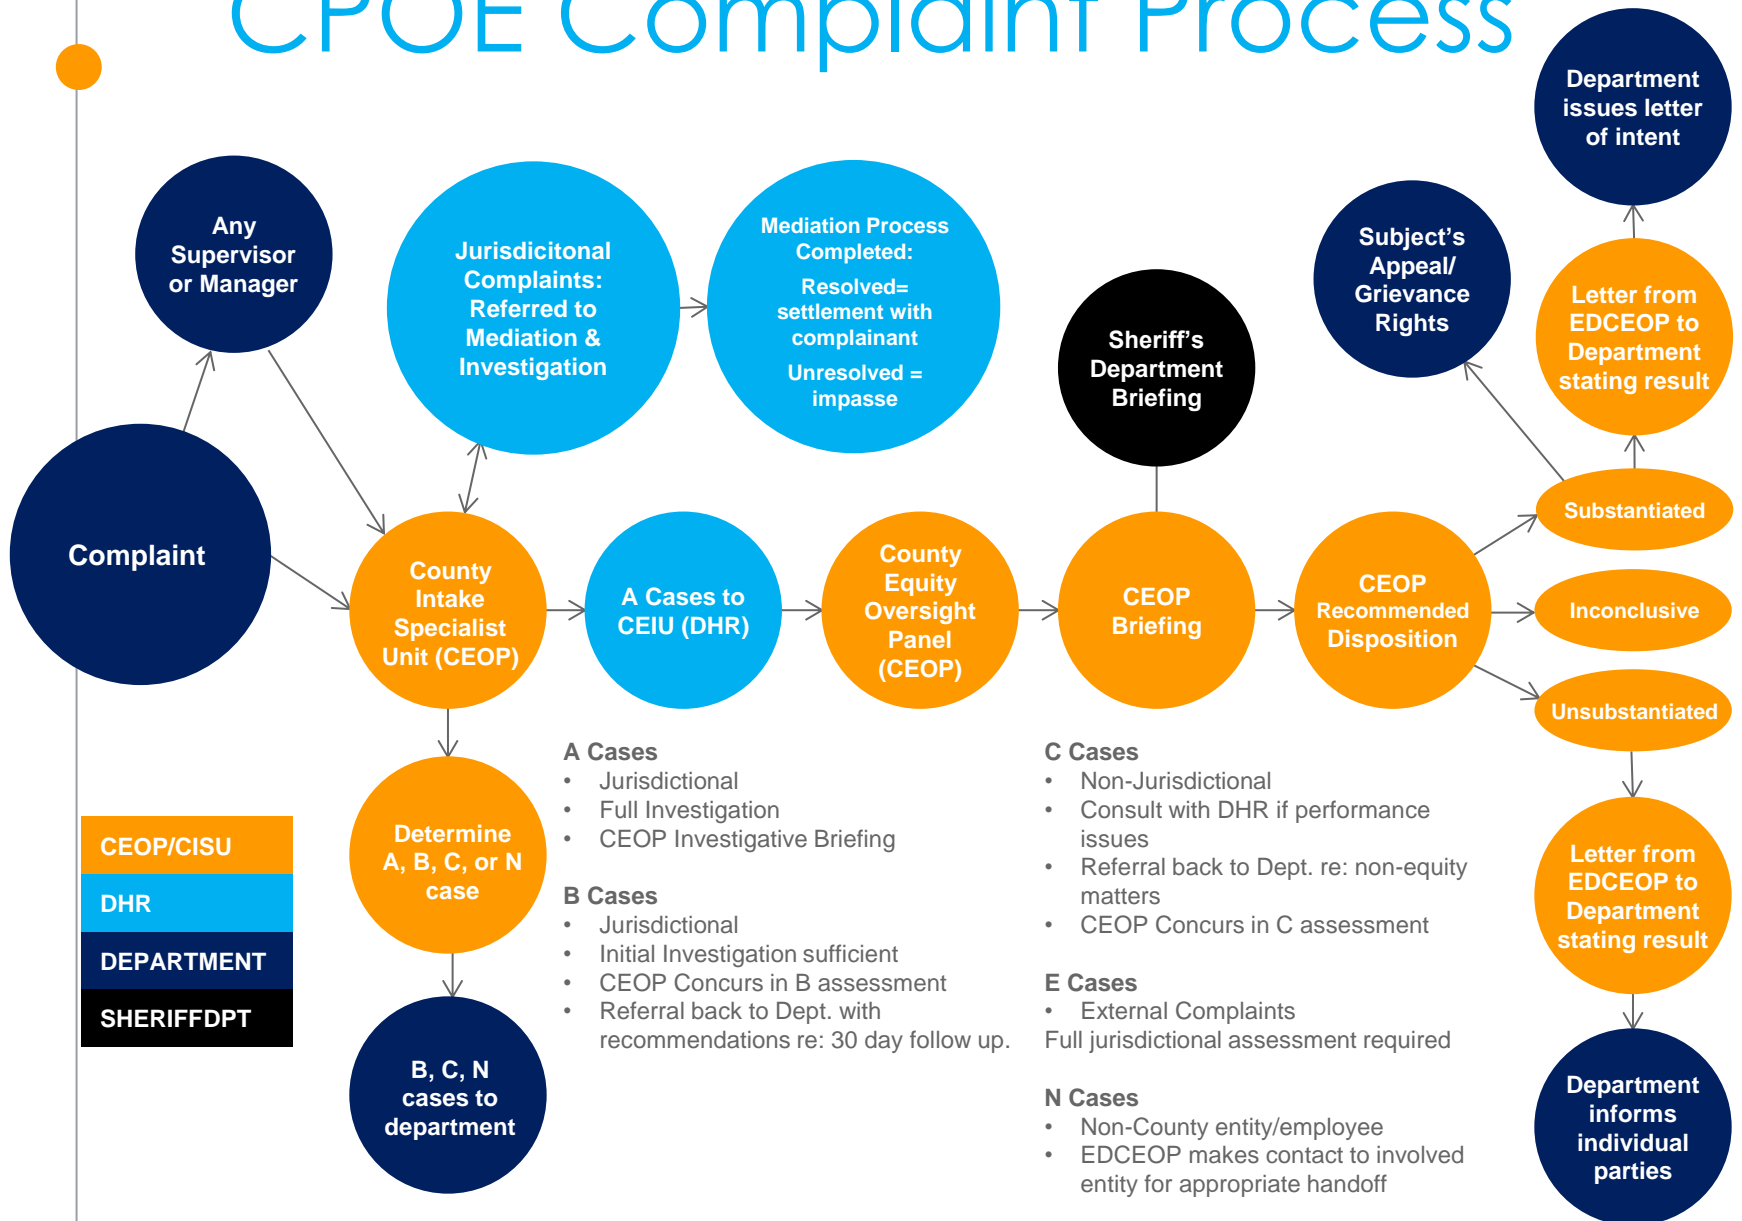 CPOE Complaint Process
Department
issues letter
of intent
Any
Supervisor
or Manager
Jurisdicitonal
Complaints:
Referred to
Mediation &
Investigation
Mediation Process
Completed:
Resolved=
settlement with
complainant
Unresolved =
impasse
Sheriff's
Department
Briefing
Subject's
Appeal/
Grievance
Rights
Letter from
EDCEOP to
Department
stating result
Complaint
County
Intake
Specialist
Unit (CEOP)
A Cases to
CEIU (DHR)
County
Equity
Oversight
Panel
(CEOP)
CEOP
Briefing
CEOP
Recommended
Disposition
Substantiated
Inconclusive
Unsubstantiated
Determine
A, B, C, or N
case
B, C, N
cases to
department
CEOP/CISU
DHR
DEPARTMENT
SHERIFFDPT
A Cases
• Jurisdictional
• Full Investigation
• CEOP Investigative Briefing
B Cases
• Jurisdictional
• Initial Investigation sufficient
• CEOP Concurs in B assessment
• Referral back to Dept. with
recommendations re: 30 day follow up.
C Cases
• Non-Jurisdictional
• Consult with DHR if performance
issues
• Referral back to Dept. re: non-equity
matters
• CEOP Concurs in C assessment
E Cases
• External Complaints
Full jurisdictional assessment required
N Cases
• Non-County entity/employee
• EDCEOP makes contact to involved
entity for appropriate handoff
Letter from
EDCEOP to
Department
stating result
Department
informs
individual
parties